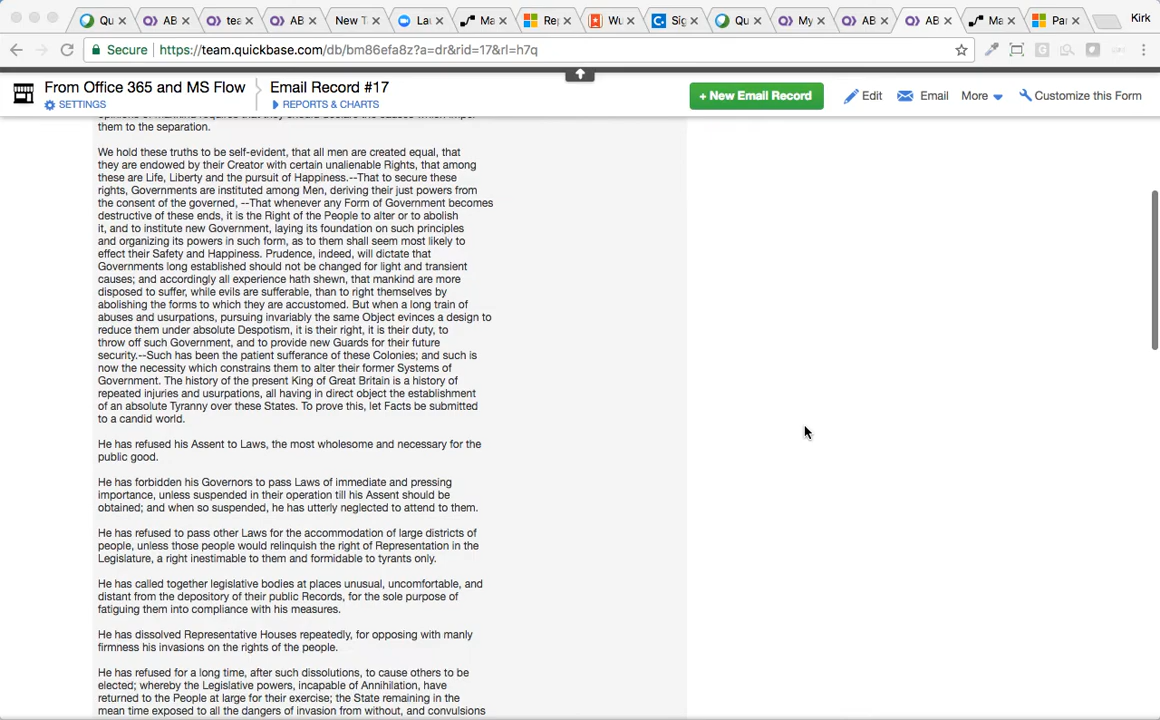 Qu
AB
tea
AB
New T
Lau
Ma
Rep
Wu
Sig
Qu
My
AB
AB
Ma
Par
Kirk
Secure
https://team.quickbase.com/db/bm86efa8z?a=dr&rid=17&rl=h7q
From Office 365 and MS Flow
SETTINGS
Email Record #17
REPORTS & CHARTS
+ New Email Record
Edit
Email
More
Customize this Form
them to the separation.
We hold these truths to be self-evident, that all men are created equal, that
they are endowed by their Creator with certain unalienable Rights, that among
these are Life, Liberty and the pursuit of Happiness.--That to secure these
rights, Governments are instituted among Men, deriving their just powers from
the consent of the governed, --That whenever any Form of Government becomes
destructive of these ends, it is the Right of the People to alter or to abolish
it, and to institute new Government, laying its foundation on such principles
and organizing its powers in such form, as to them shall seem most likely to
effect their Safety and Happiness. Prudence, indeed, will dictate that
Governments long established should not be changed for light and transient
causes; and accordingly all experience hath shewn, that mankind are more
disposed to suffer, while evils are sufferable, than to right themselves by
abolishing the forms to which they are accustomed. But when a long train of
abuses and usurpations, pursuing invariably the same Object evinces a design to
reduce them under absolute Despotism, it is their right, it is their duty, to
throw off such Government, and to provide new Guards for their future
security.--Such has been the patient sufferance of these Colonies; and such is
now the necessity which constrains them to alter their former Systems of
Government. The history of the present King of Great Britain is a history of
repeated injuries and usurpations, all having in direct object the establishment
of an absolute Tyranny over these States. To prove this, let Facts be submitted
to a candid world.
He has refused his Assent to Laws, the most wholesome and necessary for the
public good.
He has forbidden his Governors to pass Laws of immediate and pressing
importance, unless suspended in their operation till his Assent should be
obtained; and when so suspended, he has utterly neglected to attend to them.
He has refused to pass other Laws for the accommodation of large districts of
people, unless those people would relinquish the right of Representation in the
Legislature, a right inestimable to them and formidable to tyrants only.
He has called together legislative bodies at places unusual, uncomfortable, and
distant from the depository of their public Records, for the sole purpose of
fatiguing them into compliance with his measures.
He has dissolved Representative Houses repeatedly, for opposing with manly
firmness his invasions on the rights of the people.
He has refused for a long time, after such dissolutions, to cause others to be
elected; whereby the Legislative powers, incapable of Annihilation, have
returned to the People at large for their exercise; the State remaining in the
mean time exposed to all the dangers of invasion from without, and convulsions